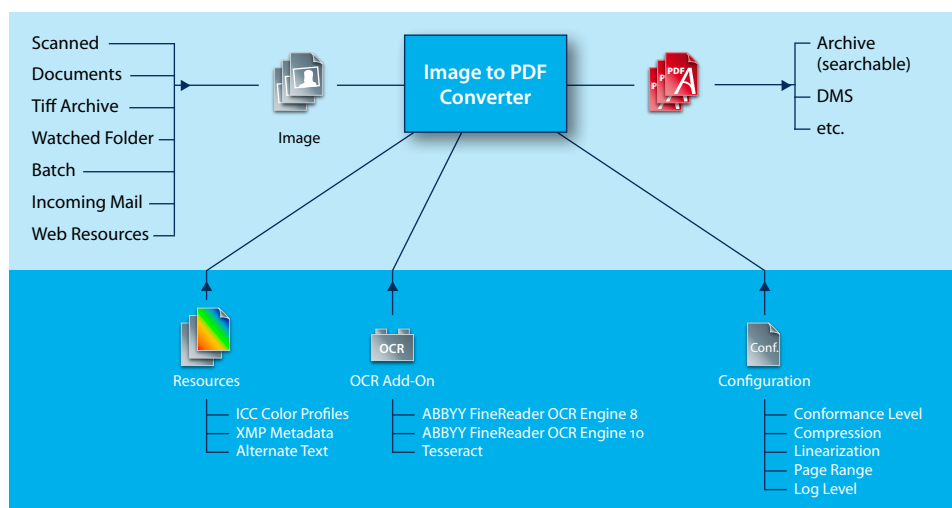 Scanned
Documents
Tiff Archive
Watched Folder
Batch
Incoming Mail
Web Resources
Image
Image to PDF
Converter
PDF
Archive
(searchable)
DMS
etc.
Resources
ICC Color Profiles
XMP Metadata
Alternate Text
OCR
OCR Add-On
ABBYY FineReader OCR Engine 8
ABBYY FineReader OCR Engine 10
Tesseract
Conf.
Configuration
Conformance Level
Compression
Linearization
Page Range
Log Level